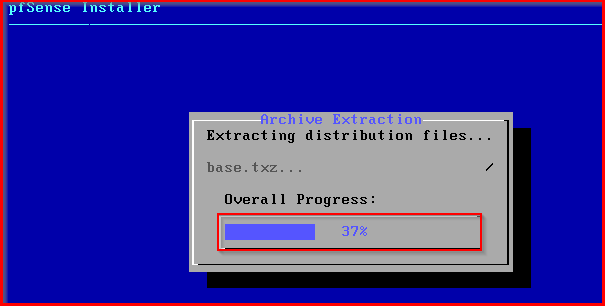 pfSense Installer
Archive Extraction
Extracting distribution files...
base.txz... /
Overall Progress:
37%